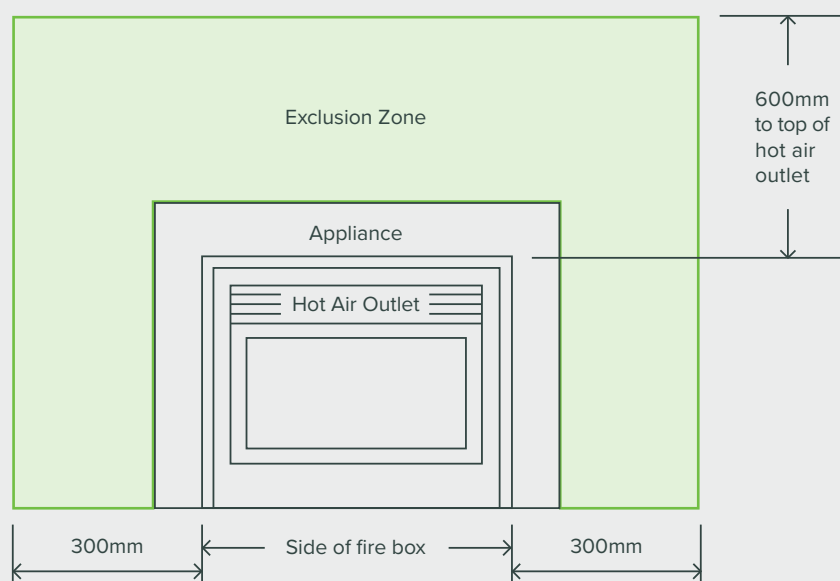 Exclusion Zone
600mm
to top of
hot air
outlet
Appliance
Hot Air Outlet
300mm
Side of fire box
300mm